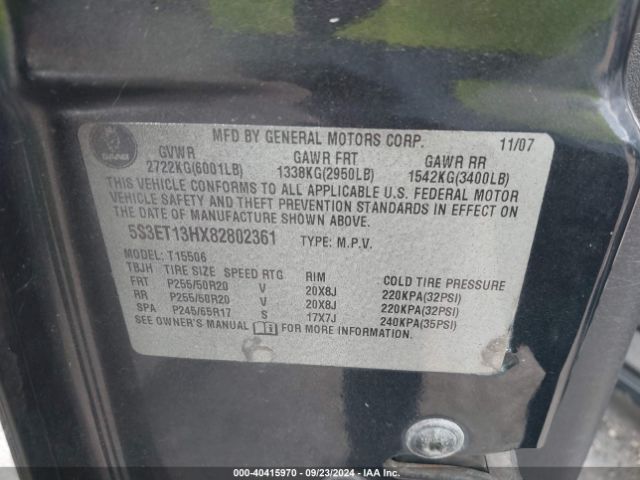 MFD BY GENERAL MOTORS CORP. 11/07
SAAB
GVWR GAWR FRT GAWR RR
2722KG(6001LB) 1338KG(2950LB) 1542KG(3400LB)
THIS VEHICLE CONFORMS TO ALL APPLICABLE U.S. FEDERAL MOTOR
VEHICLE SAFETY AND THEFT PREVENTION STANDARDS IN EFFECT ON
THE DATE OF MANUFACTURE SHOWN ABOVE.
5S3ET13HX82802361 TYPE: M.P.V.
MODEL: T15506
TBJH TIRE SIZE SPEED RTG RIM COLD TIRE PRESSURE
FRT P255/50R20 V 20X8J 220KPA(32PSI)
RR P255/50R20 V 20X8J 220KPA(32PSI)
SPA P245/65R17 S 17X7J 240KPA(35PSI)
SEE OWNER'S MANUAL FOR MORE INFORMATION.
000-40415970 - 09/23/2024 - IAA Inc.